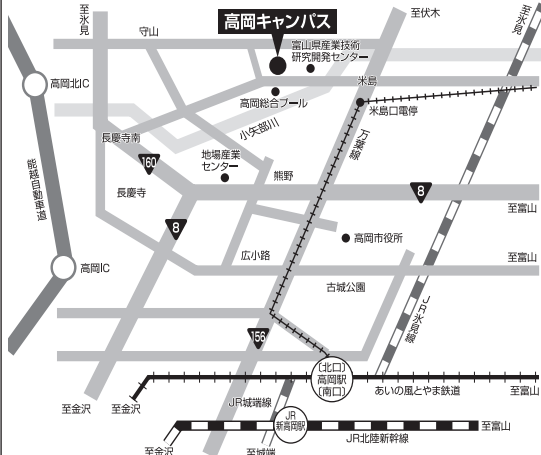 至氷見
守山
高岡キャンパス
至伏木
至氷見
富山県産業技術
研究開発センター
高岡北IC
米島
高岡総合プール
米島口電停
小矢部川
長慶寺南
万葉線
160
地場産業
センター
熊野
能越自動車道
長慶寺
8
8
至富山
高岡市役所
広小路
至富山
高岡IC
古城公園
JR氷見線
156
〔北口〕
高岡駅
〔南口〕
あいの風とやま鉄道
至富山
至金沢
至金沢
JR城端線
JR
新高岡駅
至富山
JR北陸新幹線
至金沢
至城端